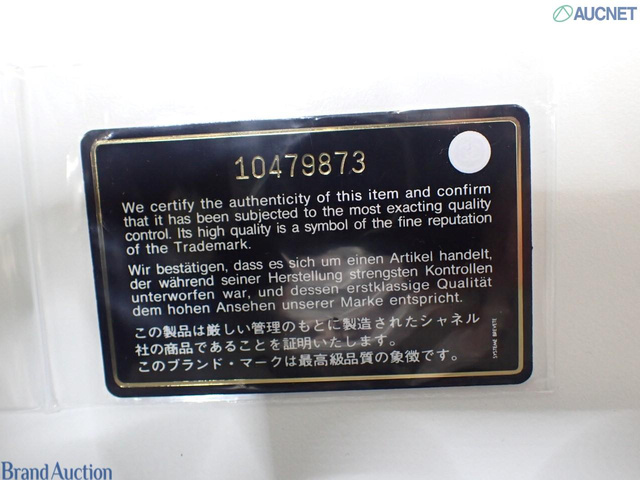 AUCNET
10479873
We certify the authenticity of this item and confirm
that it has been subjected to the most exacting quality
control. Its high quality is a symbol of the fine reputation
of the Trademark.
Wir bestätigen, dass es sich um einen Artikel handelt,
der während seiner Herstellung strengsten Kontrollen
unterworfen war, und dessen erstklassige Qualität
dem hohen Ansehen unserer Marke entspricht.
この製品は厳しい管理のもとに製造されたシャネル
社の商品であることを証明いたします。
このブランド・マークは最高級品質の象徴です。
SYSTEME BREVETE
Brand Auction